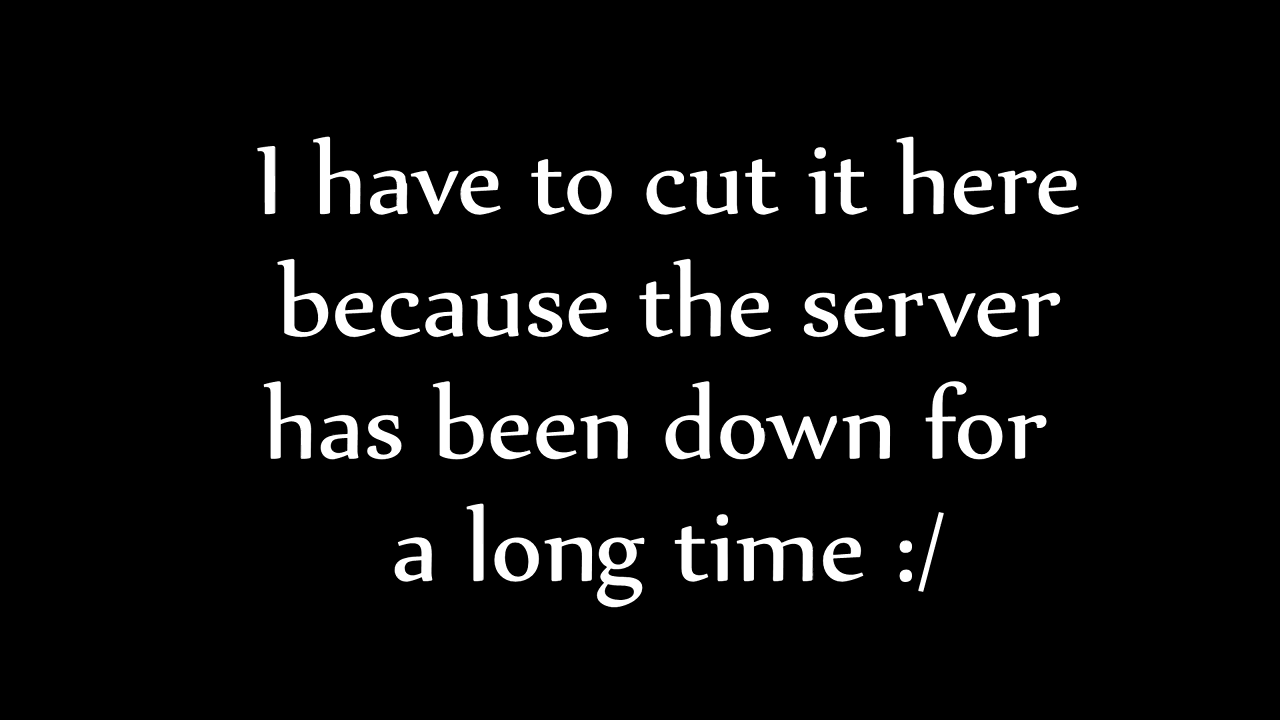 I have to cut it here
because the server
has been down for
a long time :/